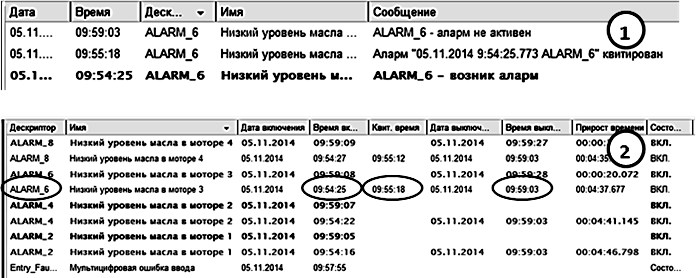 Дата Время Деск... Имя Сообщение
05.11.... 09:59:03 ALARM_6 Низкий уровень масла ... ALARM_6 - аларм не активен
1
05.11.... 09:55:18 ALARM_6 Низкий уровень масла ... Аларм "05.11.2014 9:54:25.773 ALARM_6" квитирован
05.1... 09:54:25 ALARM_6 Низкий уровень м... ALARM_6 – возник алары
Дескриптор Имя Дата включения Время вк... Квит. время Дата выключ... Время выкл... Прирост времени Состо...
ALARM_8 Низкий уровень масла в моторе 4 05.11.2014 09:59:09 05.11.2014 09:59:27 00:00: ВКЛ.
2
ALARM_8 Низкий уровень масла в моторе 4 05.11.2014 09:54:27 09:55:12 05.11.2014 09:59:03 00:04:35. ВКЛ.
ALARM_6 Низкий уровень масла в моторе 3 05.11.2014 09:59:08 05.11.2014 09:59:28 00:00:20.072 ВКЛ.
ALARM_6 Низкий уровень масла в моторе 3 05.11.2014 09:54:25 09:55:18 05.11.2014 09:59:03 00:04:37.677 ВКЛ.
ALARM_4 Низкий уровень масла в моторе 2 05.11.2014 09:59:07 ВКЛ.
ALARM_4 Низкий уровень масла в моторе 2 05.11.2014 09:54:22 05.11.2014 09:59:03 00:04:41.145 ВКЛ.
ALARM_2 Низкий уровень масла в моторе 1 05.11.2014 09:59:05 ВКЛ.
ALARM_2 Низкий уровень масла в моторе 1 05.11.2014 09:54:16 05.11.2014 09:59:03 00:04:46.798 ВКЛ.
Entry_Fau... Мультицифровая ошибка ввода 05.11.2014 09:57:55 Состо...